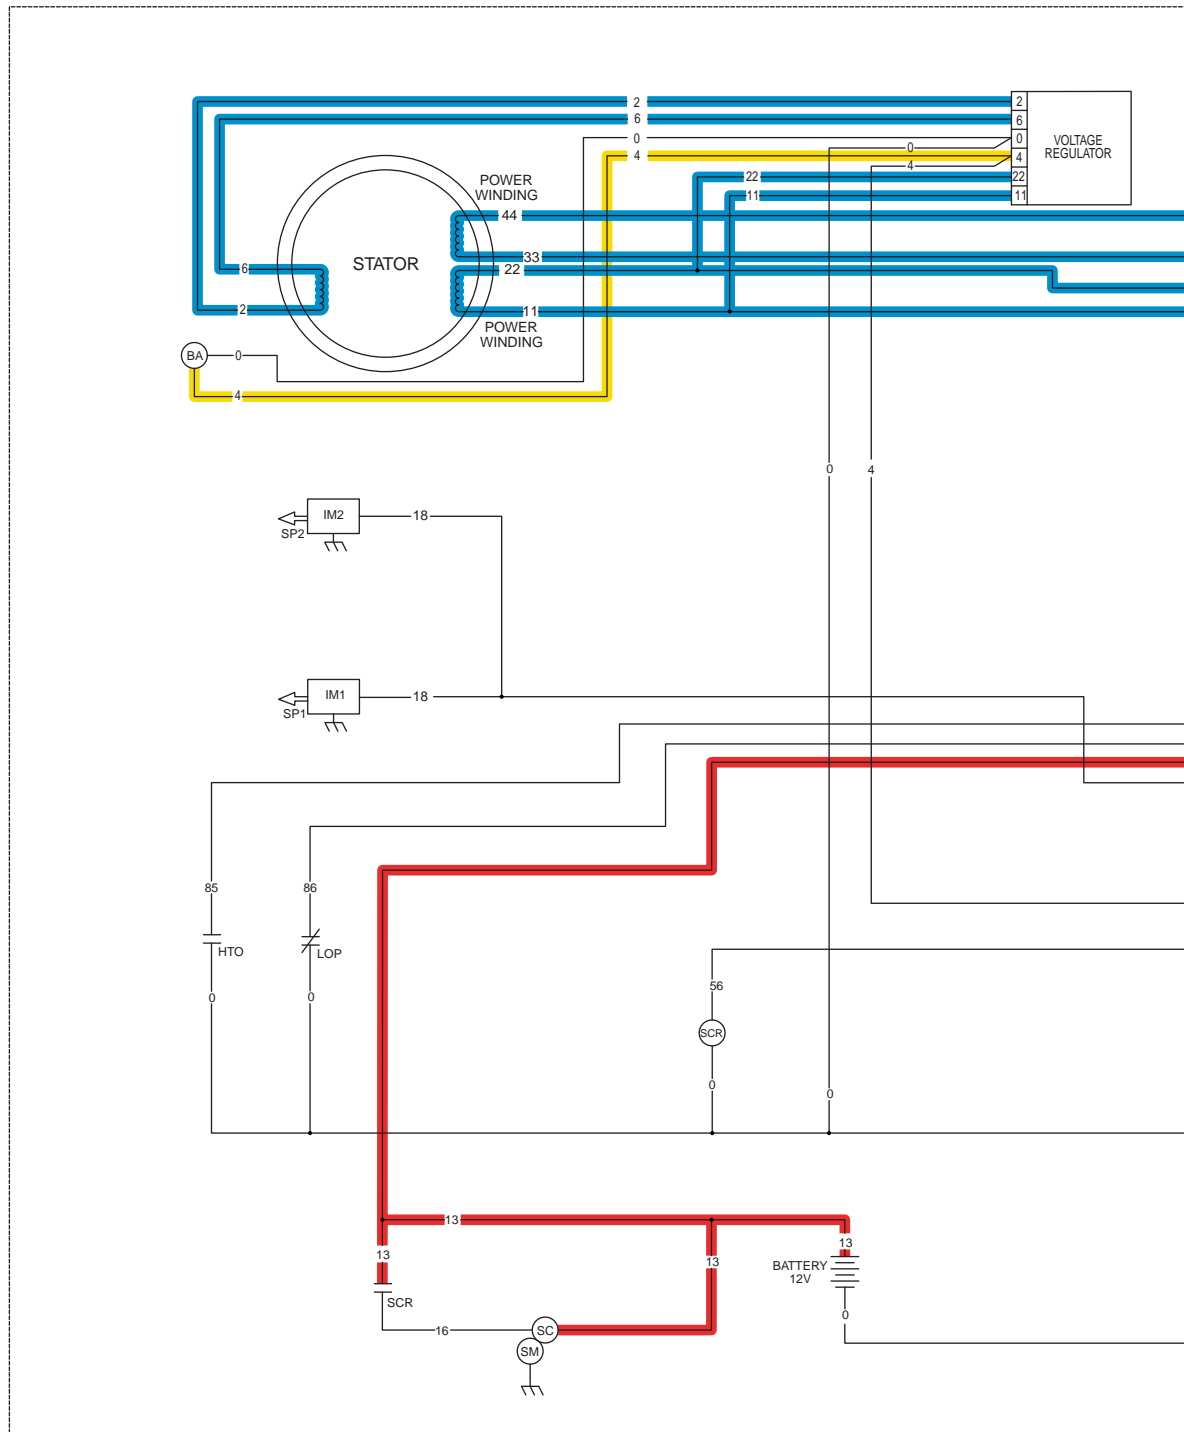 2
2
6
6
0
VOLTAGE
REGULATOR
0
0
4
4
4
22
22
11
11
POWER
WINDING
44
STATOR
33
6
22
2
11
POWER
WINDING
BA
0
4
0
4
IM2
18
SP2
IM1
18
SP1
85
86
HTO
LOP
0
0
56
SCR
0
0
13
13
13
13
BATTERY
12V
SCR
0
16
SC
SM